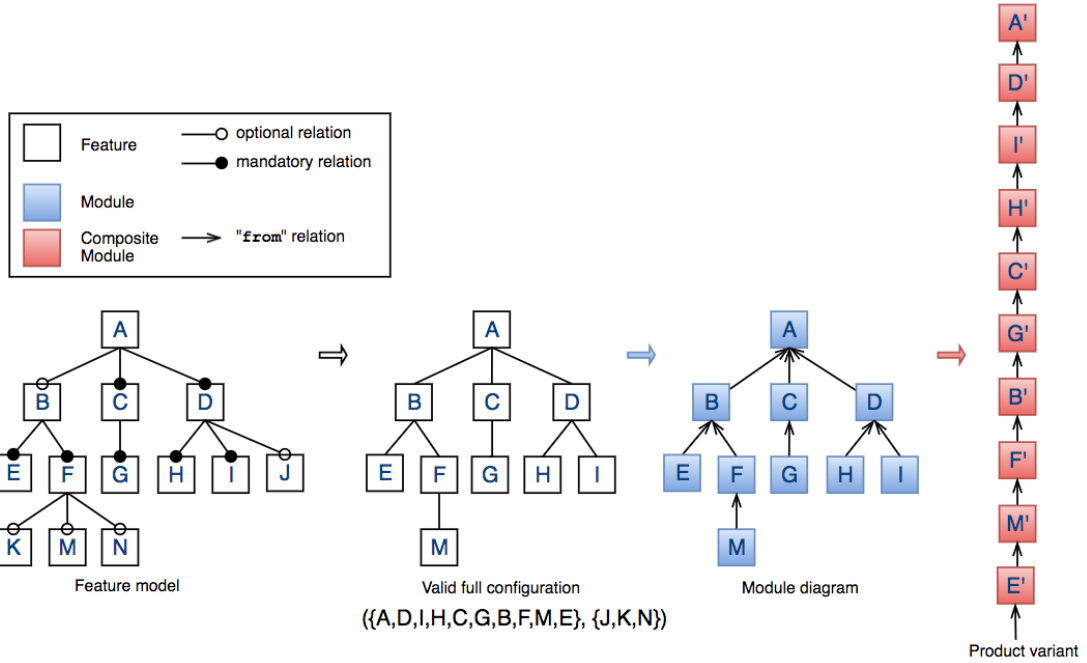 Feature
optional relation
mandatory relation
Module
Composite
Module
"from" relation
A
B C D
E F G H I J
K M N
Feature model
A
B C D
E F G H I
M
Valid full configuration
({A,D,I,H,C,G,B,F,M,E}, {J,K,N})
A
B C D
E F G H I
M
Module diagram
A'
D'
I'
H'
C'
G'
B'
F'
M'
E'
Product variant